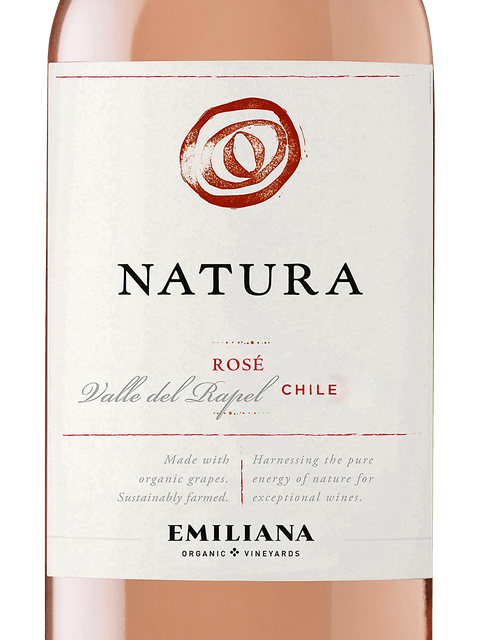 NATURA
ROSÉ
Valle del Rapel CHILE
Made with
organic grapes.
Sustainably farmed.
Harnessing the pure
energy of nature for
exceptional wines.
EMILIANA
ORGANIC VINEYARDS